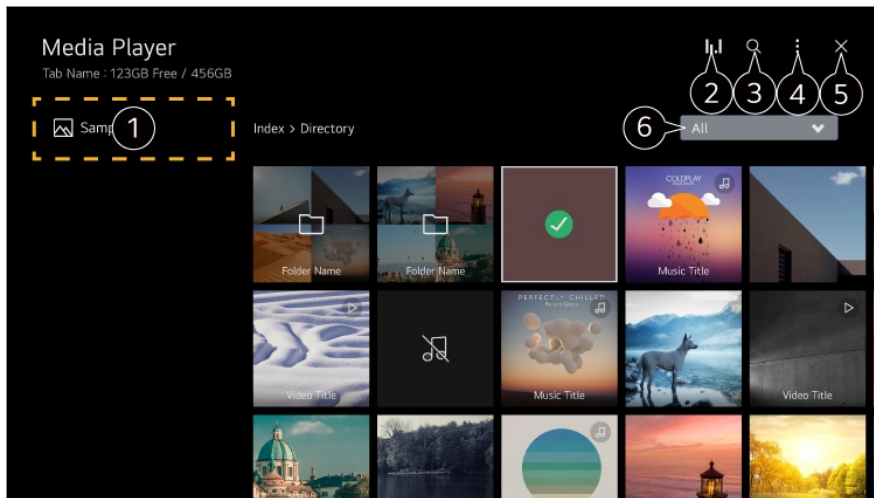 Media Player
Tab Name : 123GB Free / 456GB
2 3 4 5
Samp
1
Index > Directory
6
All
COLDPLAY
Folder Name
Folder Name
Music Title
PERFECTLY CHILLED
Video Title
Music Title
Video Title